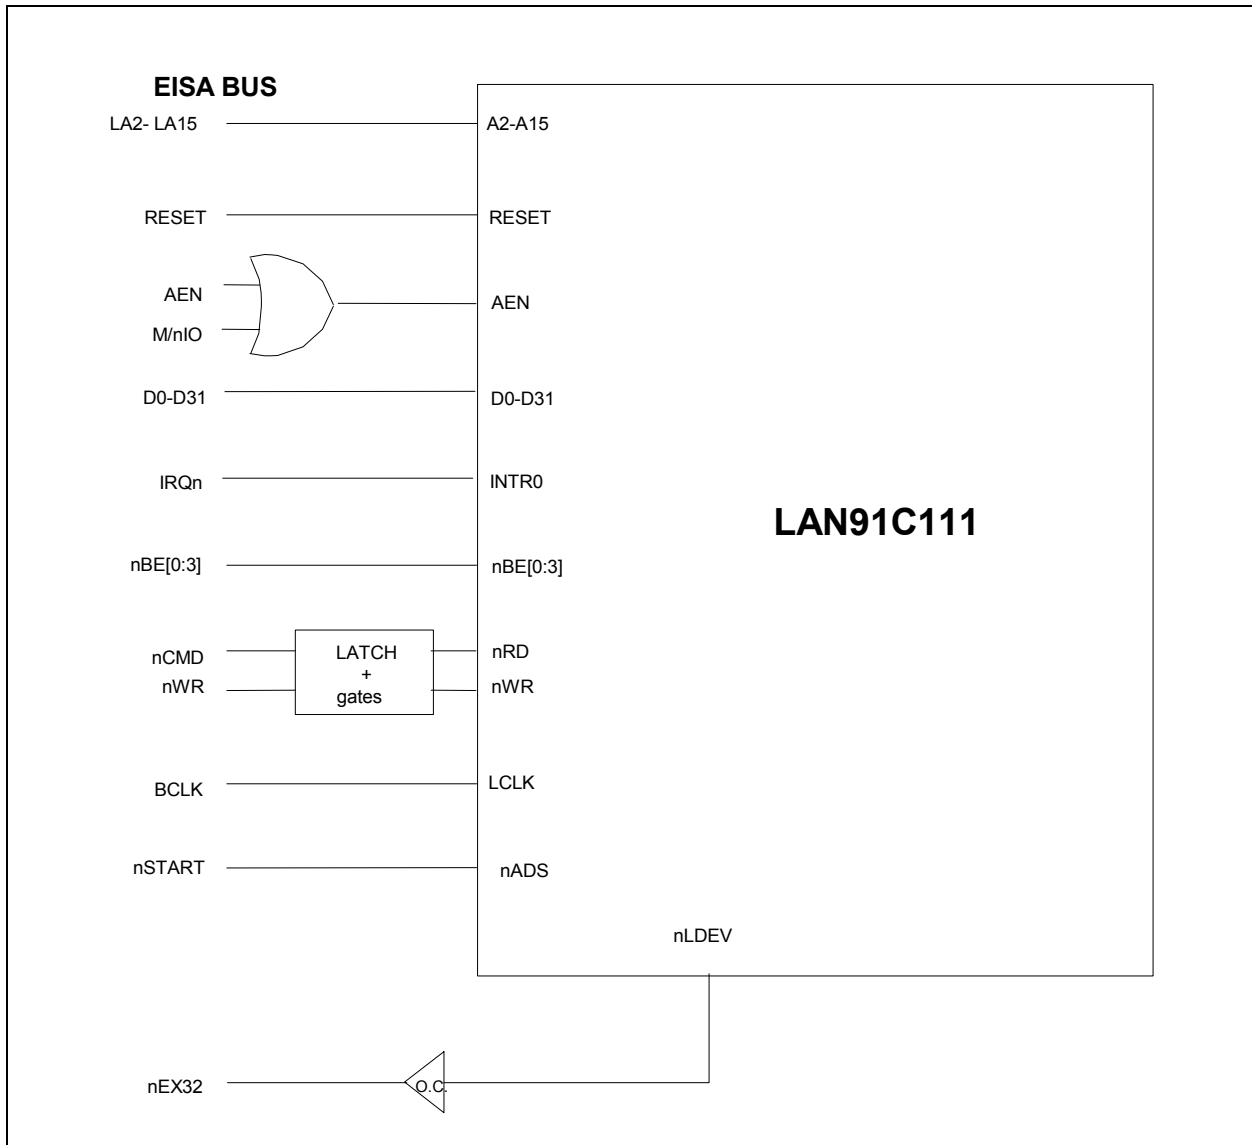 EISA BUS
LA2- LA15 A2-A15
RESET RESET
AEN
M/nIO
AEN
D0-D31 D0-D31
IRQn INTR0
LAN91C111
nBE[0:3] nBE[0:3]
nCMD
nWR
LATCH
+
gates
nRD
nWR
BCLK LCLK
nSTART nADS
nLDEV
nEX32 O.C.